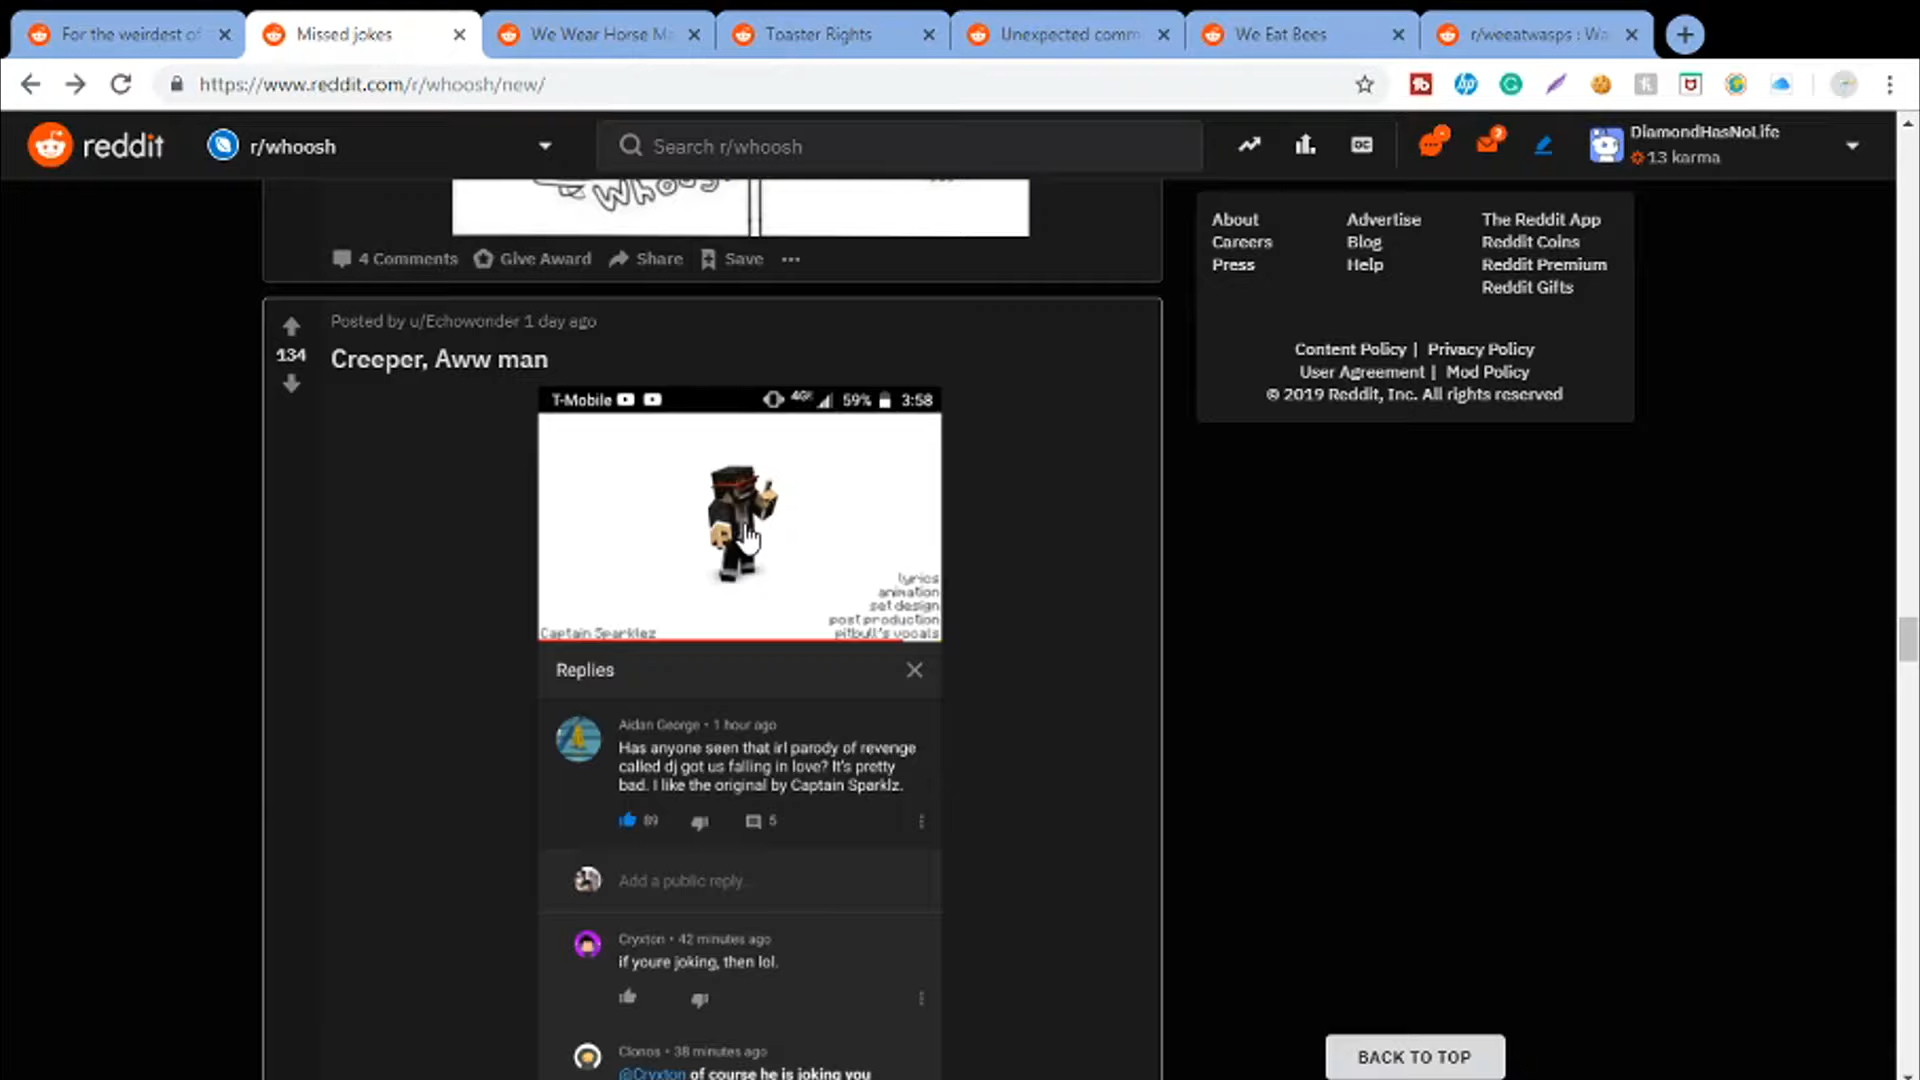 For the weirdest of
Missed jokes
We Wear Horse M
Toaster Rights
Unexpected comm
We Eat Bees
r/weeatwasps : Wa
https://www.reddit.com/r/whoosh/new/
reddit
r/whoosh
Search r/whoosh
DiamondHasNoLife
13 karma
Whoosh
4 Comments
Give Award
Share
Save
About
Advertise
The Reddit App
Careers
Blog
Reddit Coins
Press
Help
Reddit Premium
Reddit Gifts
Content Policy | Privacy Policy
User Agreement | Mod Policy
© 2019 Reddit, Inc. All rights reserved
Posted by u/Echowonder 1 day ago
134
Creeper, Aww man
T-Mobile
4G
59%
3:58
lyrics
animation
set design
post production
Captain Sparklez
pitbull's vocals
Replies
Aidan George • 1 hour ago
Has anyone seen that irl parody of revenge
called dj got us falling in love? It's pretty
bad. I like the original by Captain Sparklz.
89
5
Add a public reply...
Cryxton • 42 minutes ago
if youre joking, then lol.
Clonos • 38 minutes ago
@Cryxton of course he is joking you
BACK TO TOP